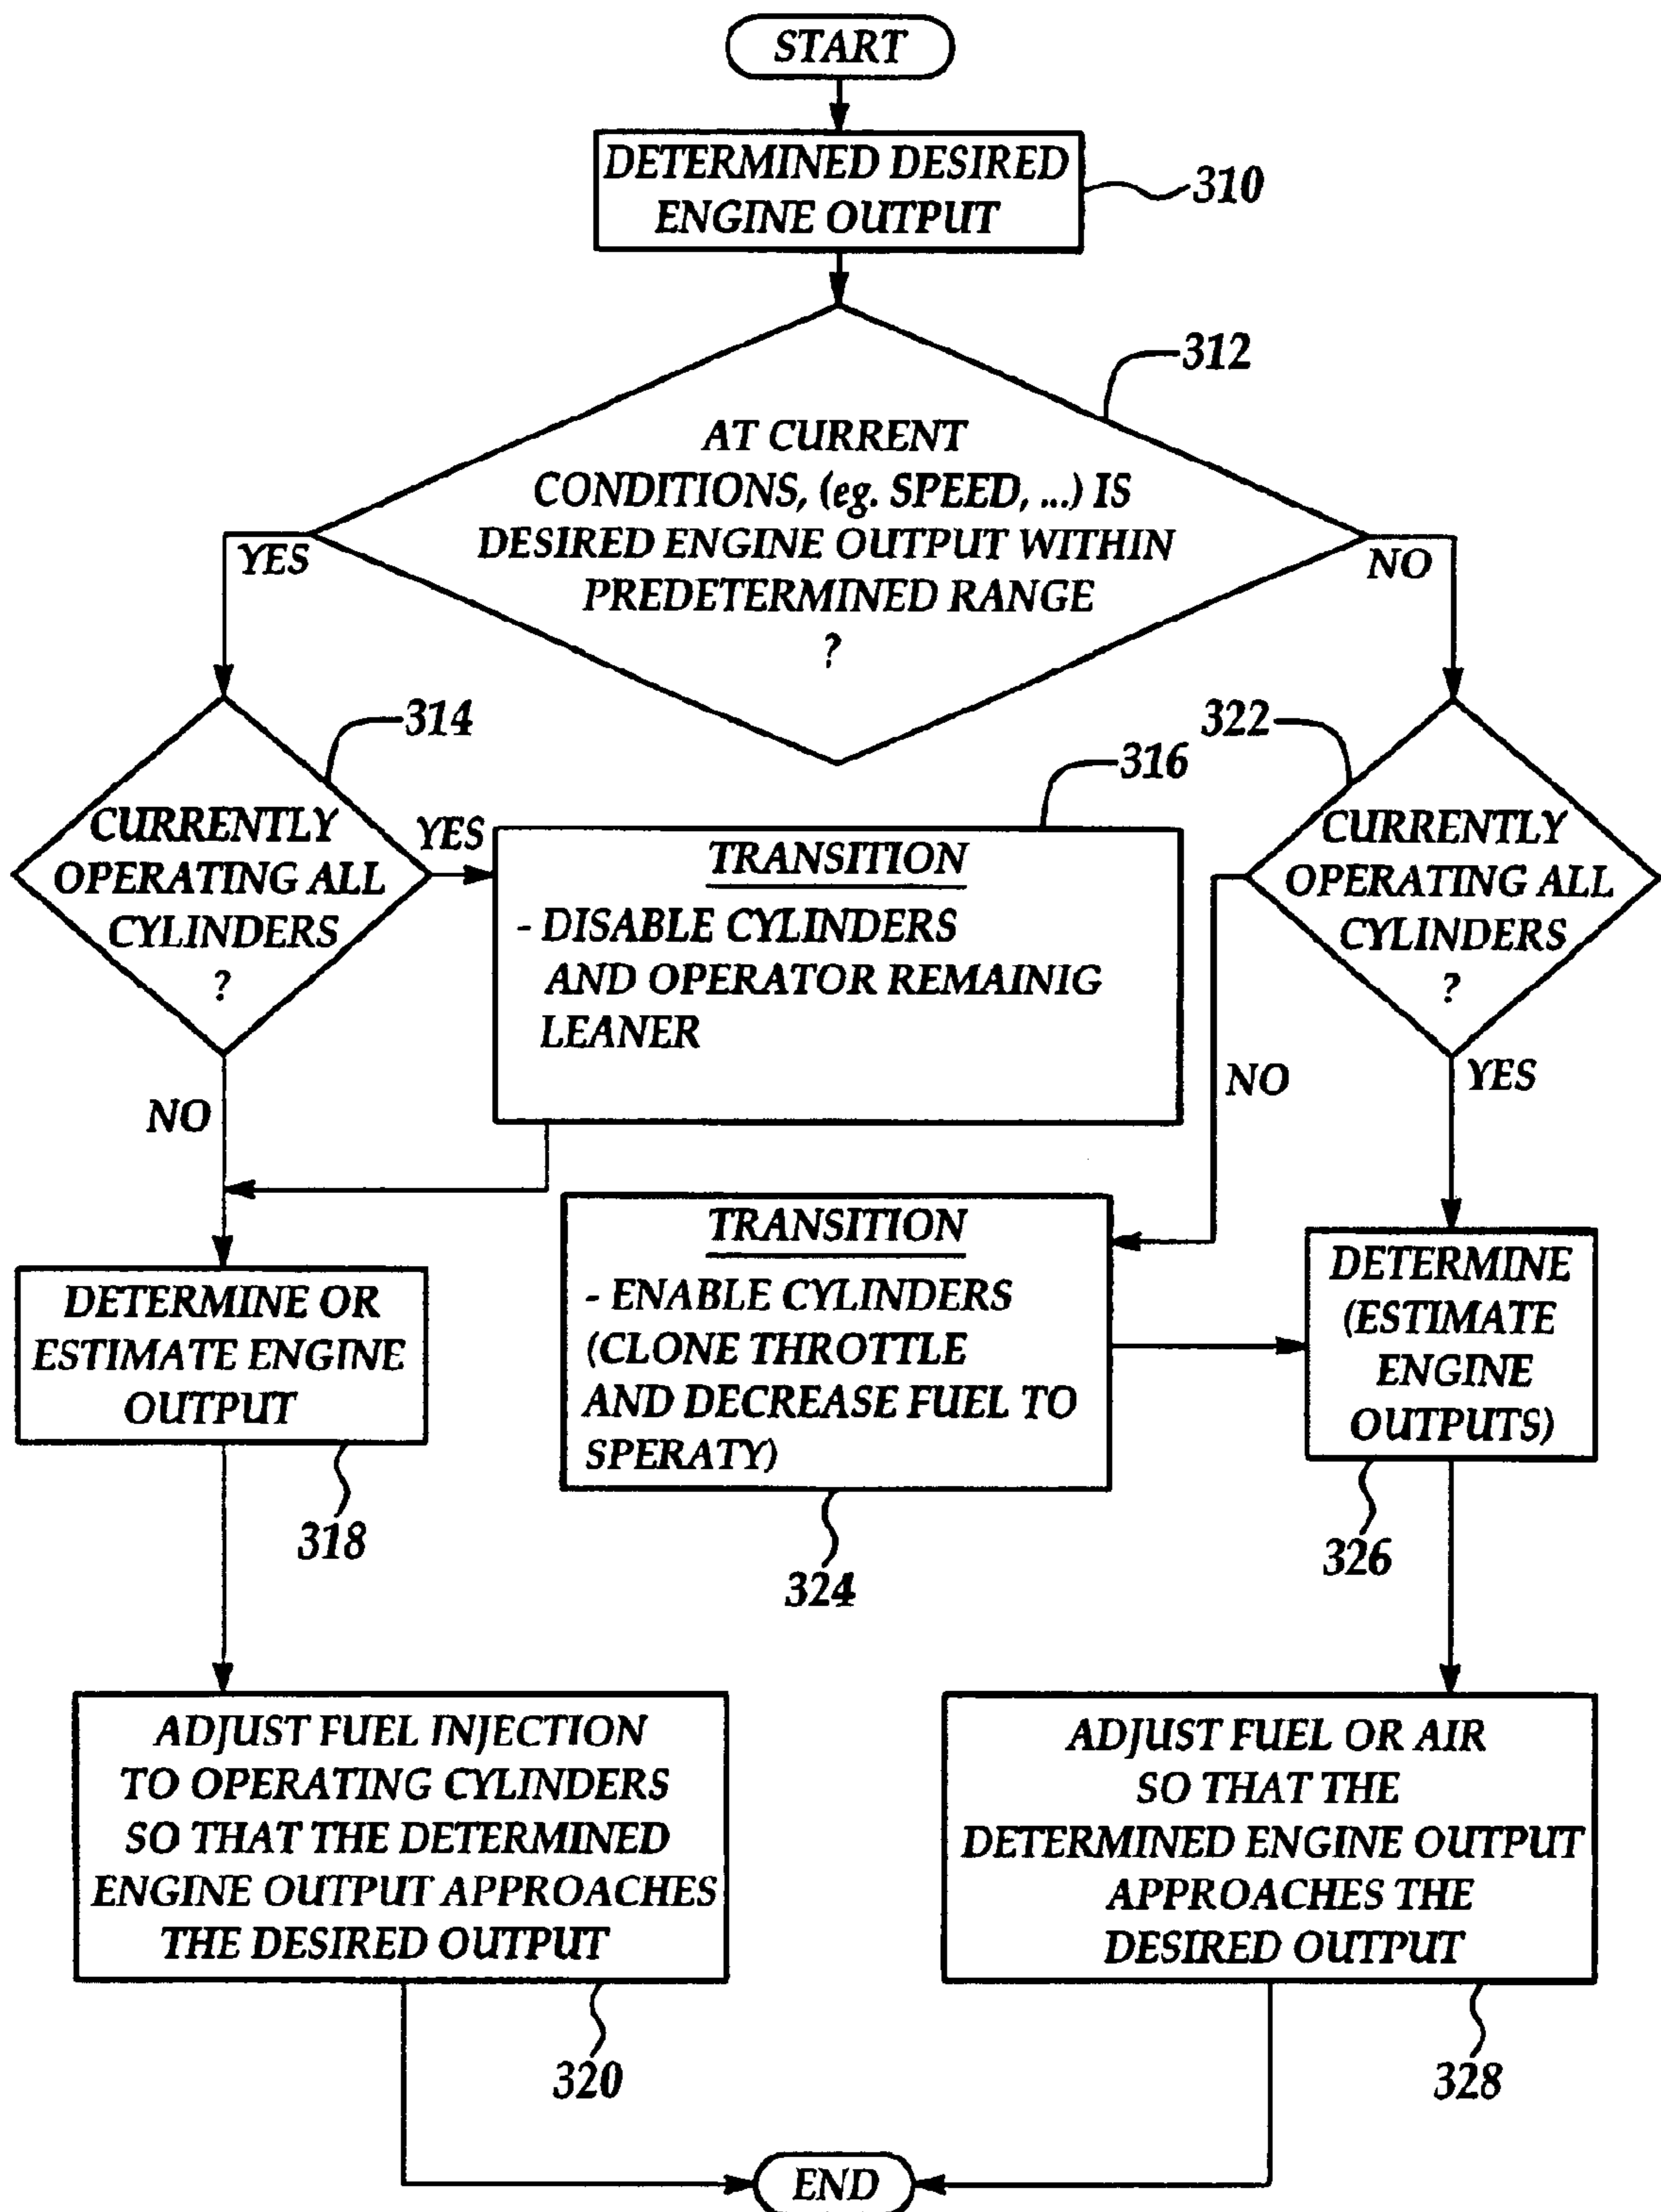 START
DETERMINED DESIRED
ENGINE OUTPUT
310
312
AT CURRENT
CONDITIONS, (eg. SPEED, ...) IS
DESIRED ENGINE OUTPUT WITHIN
PREDETERMINED RANGE
?
YES
NO
314
CURRENTLY
OPERATING ALL
CYLINDERS
?
YES
NO
316
TRANSITION
- DISABLE CYLINDERS
AND OPERATOR REMAINIG
LEANER
322
CURRENTLY
OPERATING ALL
CYLINDERS
?
NO
YES
DETERMINE OR
ESTIMATE ENGINE
OUTPUT
318
TRANSITION
- ENABLE CYLINDERS
(CLONE THROTTLE
AND DECREASE FUEL TO
SPERATY)
324
DETERMINE
(ESTIMATE
ENGINE
OUTPUTS)
326
ADJUST FUEL INJECTION
TO OPERATING CYLINDERS
SO THAT THE DETERMINED
ENGINE OUTPUT APPROACHES
THE DESIRED OUTPUT
320
ADJUST FUEL OR AIR
SO THAT THE
DETERMINED ENGINE OUTPUT
APPROACHES THE
DESIRED OUTPUT
328
END